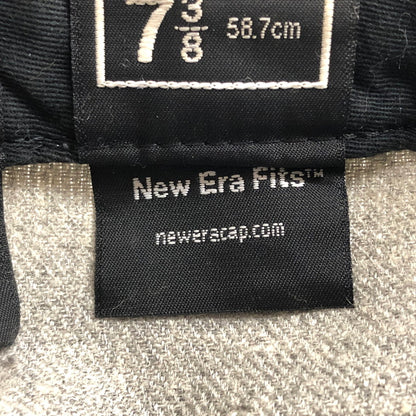 7 3/8 58.7cm
New Era Fits™
neweracap.com